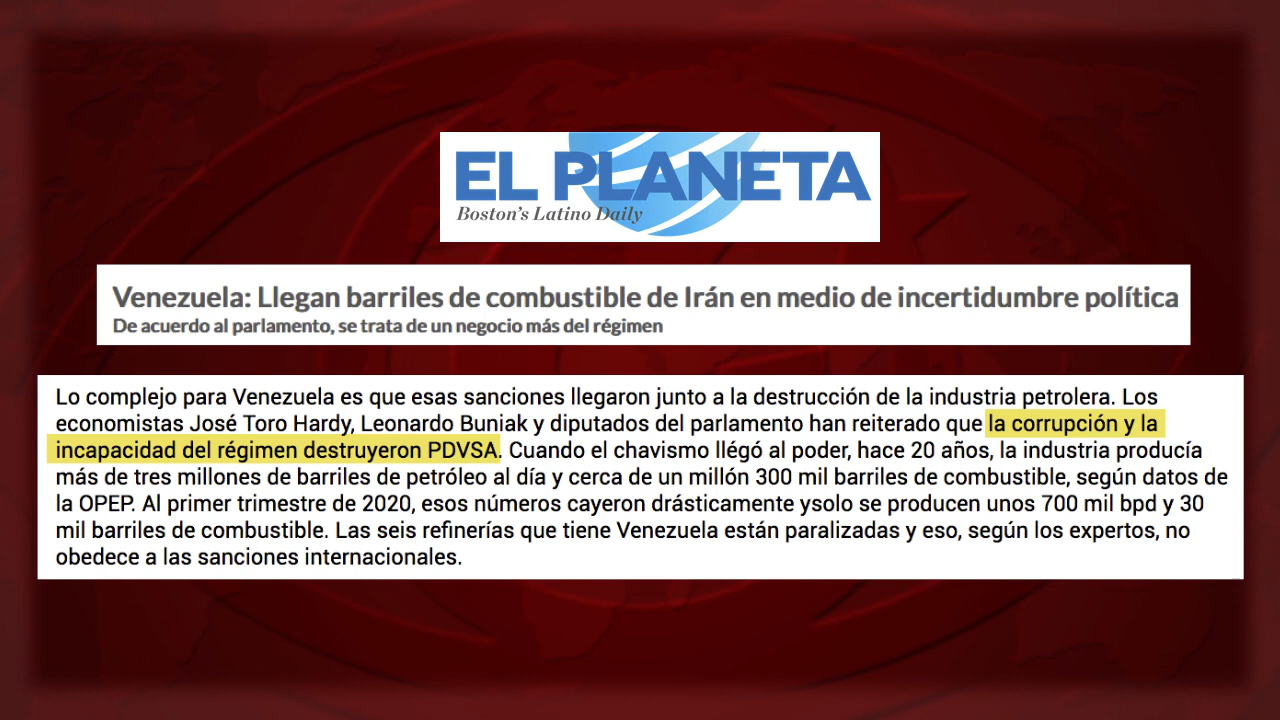 EL PLANETA
Boston's Latino Daily
Venezuela: Llegan barriles de combustible de Irán en medio de incertidumbre política
De acuerdo al parlamento, se trata de un negocio más del régimen
Lo complejo para Venezuela es que esas sanciones llegaron junto a la destrucción de la industria petrolera. Los
economistas José Toro Hardy, Leonardo Buniak y diputados del parlamento han reiterado que la corrupción y la
incapacidad del régimen destruyeron PDVSA. Cuando el chavismo llégó al poder, hace 20 años, la industria producía
más de tres millones de barriles de petróleo al día y cerca de un millón 300 mil barriles de combustible, según datos de
la OPEP. Al primer trimestre de 2020, esos números cayeron drásticamente ysolo se producen unos 700 mil bpd y 30
mil barriles de combustible. Las seis refinerías que tiene Venezuela están paralizadas y eso, según los expertos, no
obedece a las sanciones internacionales.